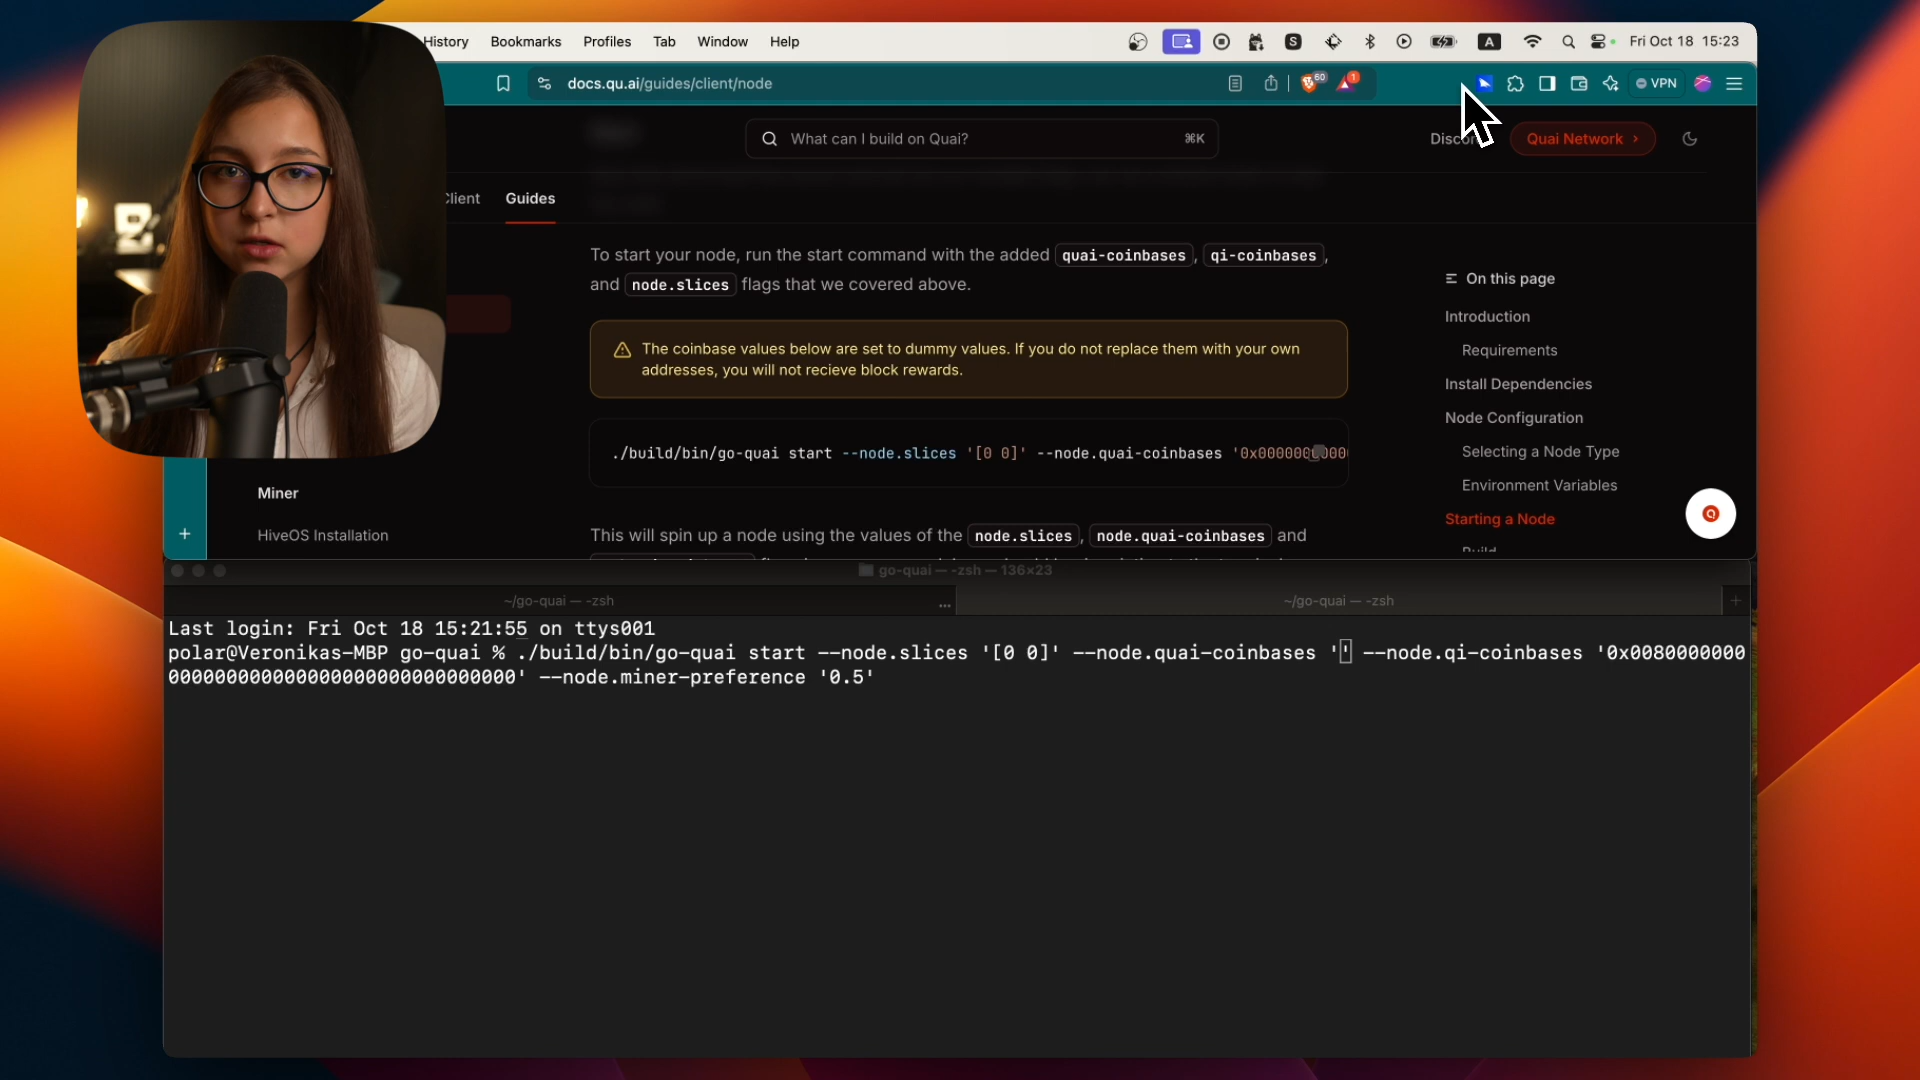 History Bookmarks Profiles Tab Window Help
S A Fri Oct 18 15:23
docs.qu.ai/guides/client/node
60 1 VPN
What can I build on Quai? ⌘K
Quai Network ›
Client Guides
To start your node, run the start command with the added quai-coinbases, qi-coinbases,
and node.slices flags that we covered above.
The coinbase values below are set to dummy values. If you do not replace them with your own
addresses, you will not recieve block rewards.
./build/bin/go-quai start --node.slices '[0 0]' --node.quai-coinbases
This will spin up a node using the values of the node.slices, node.quai-coinbases and
Miner
HiveOS Installation
On this page
Introduction
Requirements
Install Dependencies
Node Configuration
Selecting a Node Type
Environment Variables
Starting a Node
Build
go-quai — -zsh — 136×23
~/go-quai — -zsh ... ~/go-quai — -zsh +
Last login: Fri Oct 18 15:21:55 on ttys001
polar@Veronikas-MBP go-quai % ./build/bin/go-quai start --node.slices '[0 0]' --node.quai-coinbases '' --node.qi-coinbases '0x0080000000
00000000000000000000000000000' --node.miner-preference '0.5'